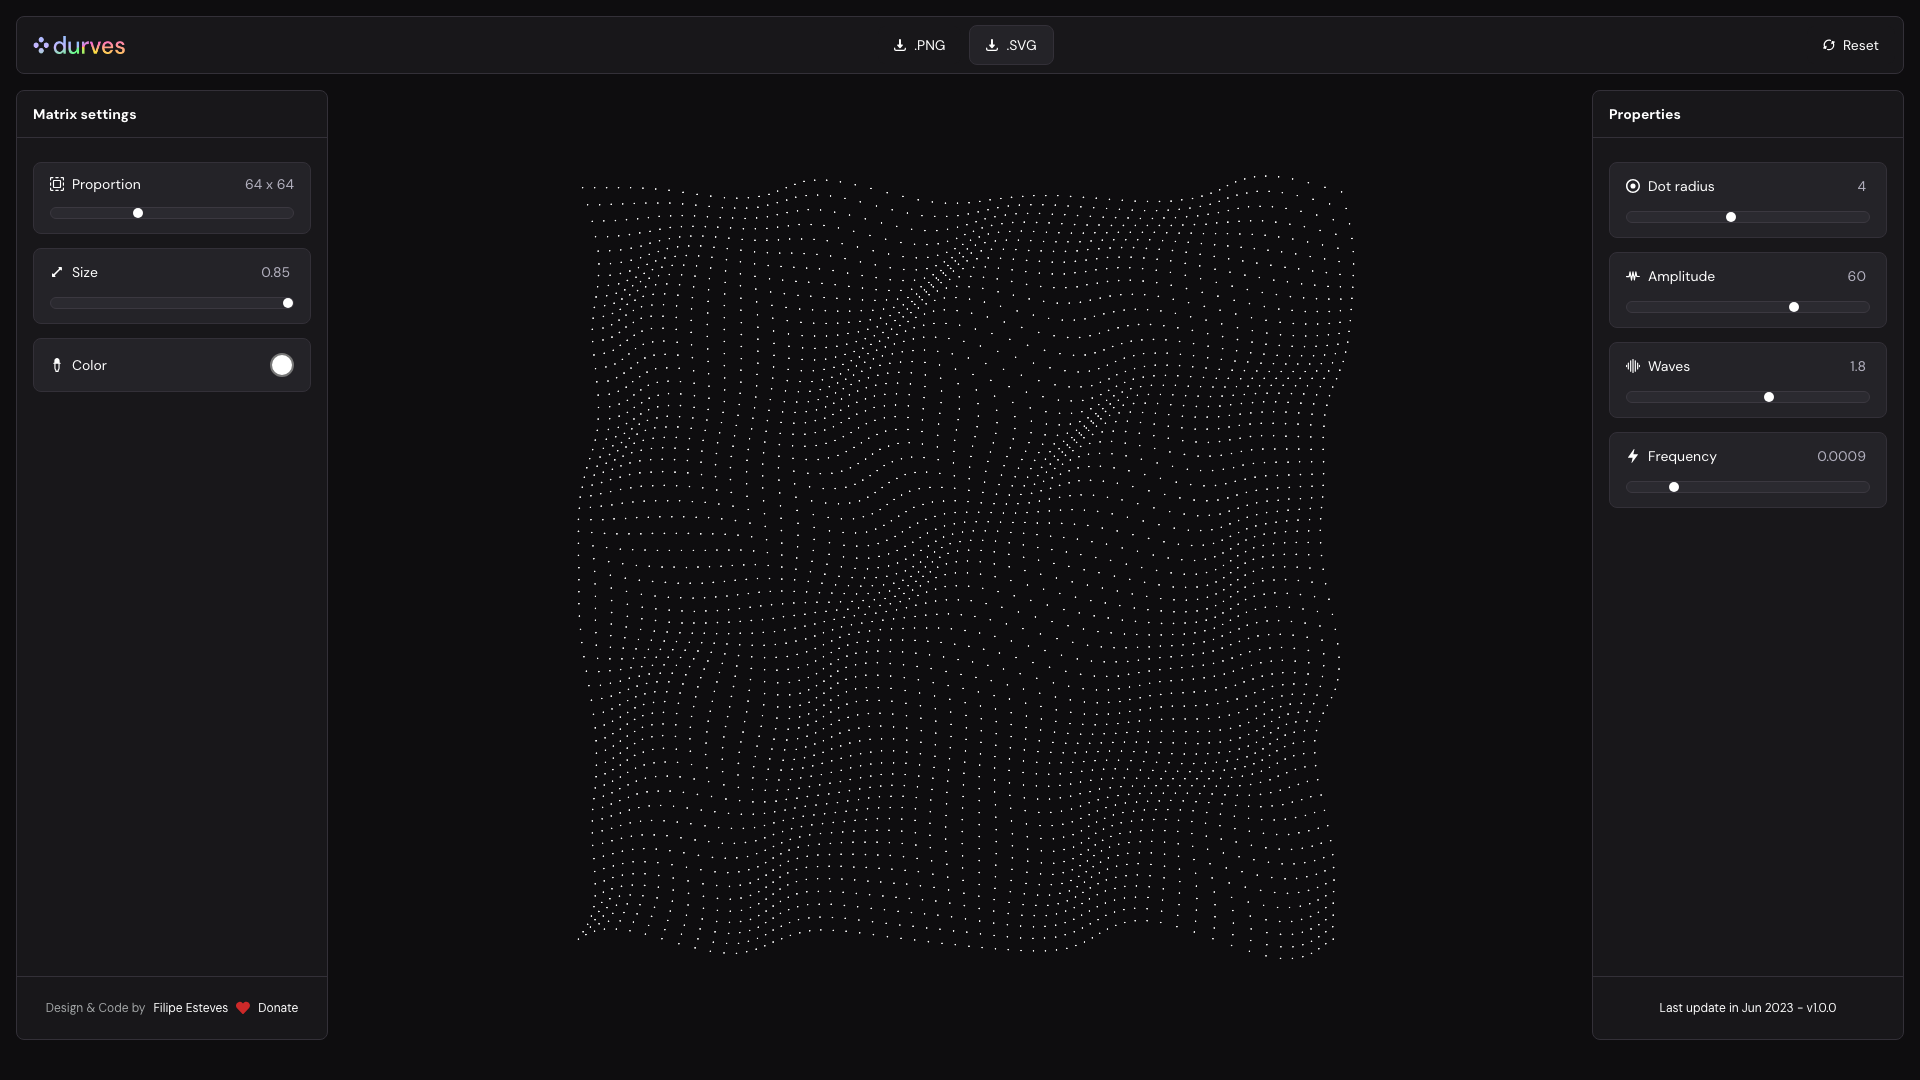 durves
.PNG
.SVG
Reset
Matrix settings
Proportion 64 x 64
Size 0.85
Color
Design & Code by Filipe Esteves Donate
Properties
Dot radius 4
Amplitude 60
Waves 1.8
Frequency 0.0009
Last update in Jun 2023 - v1.0.0